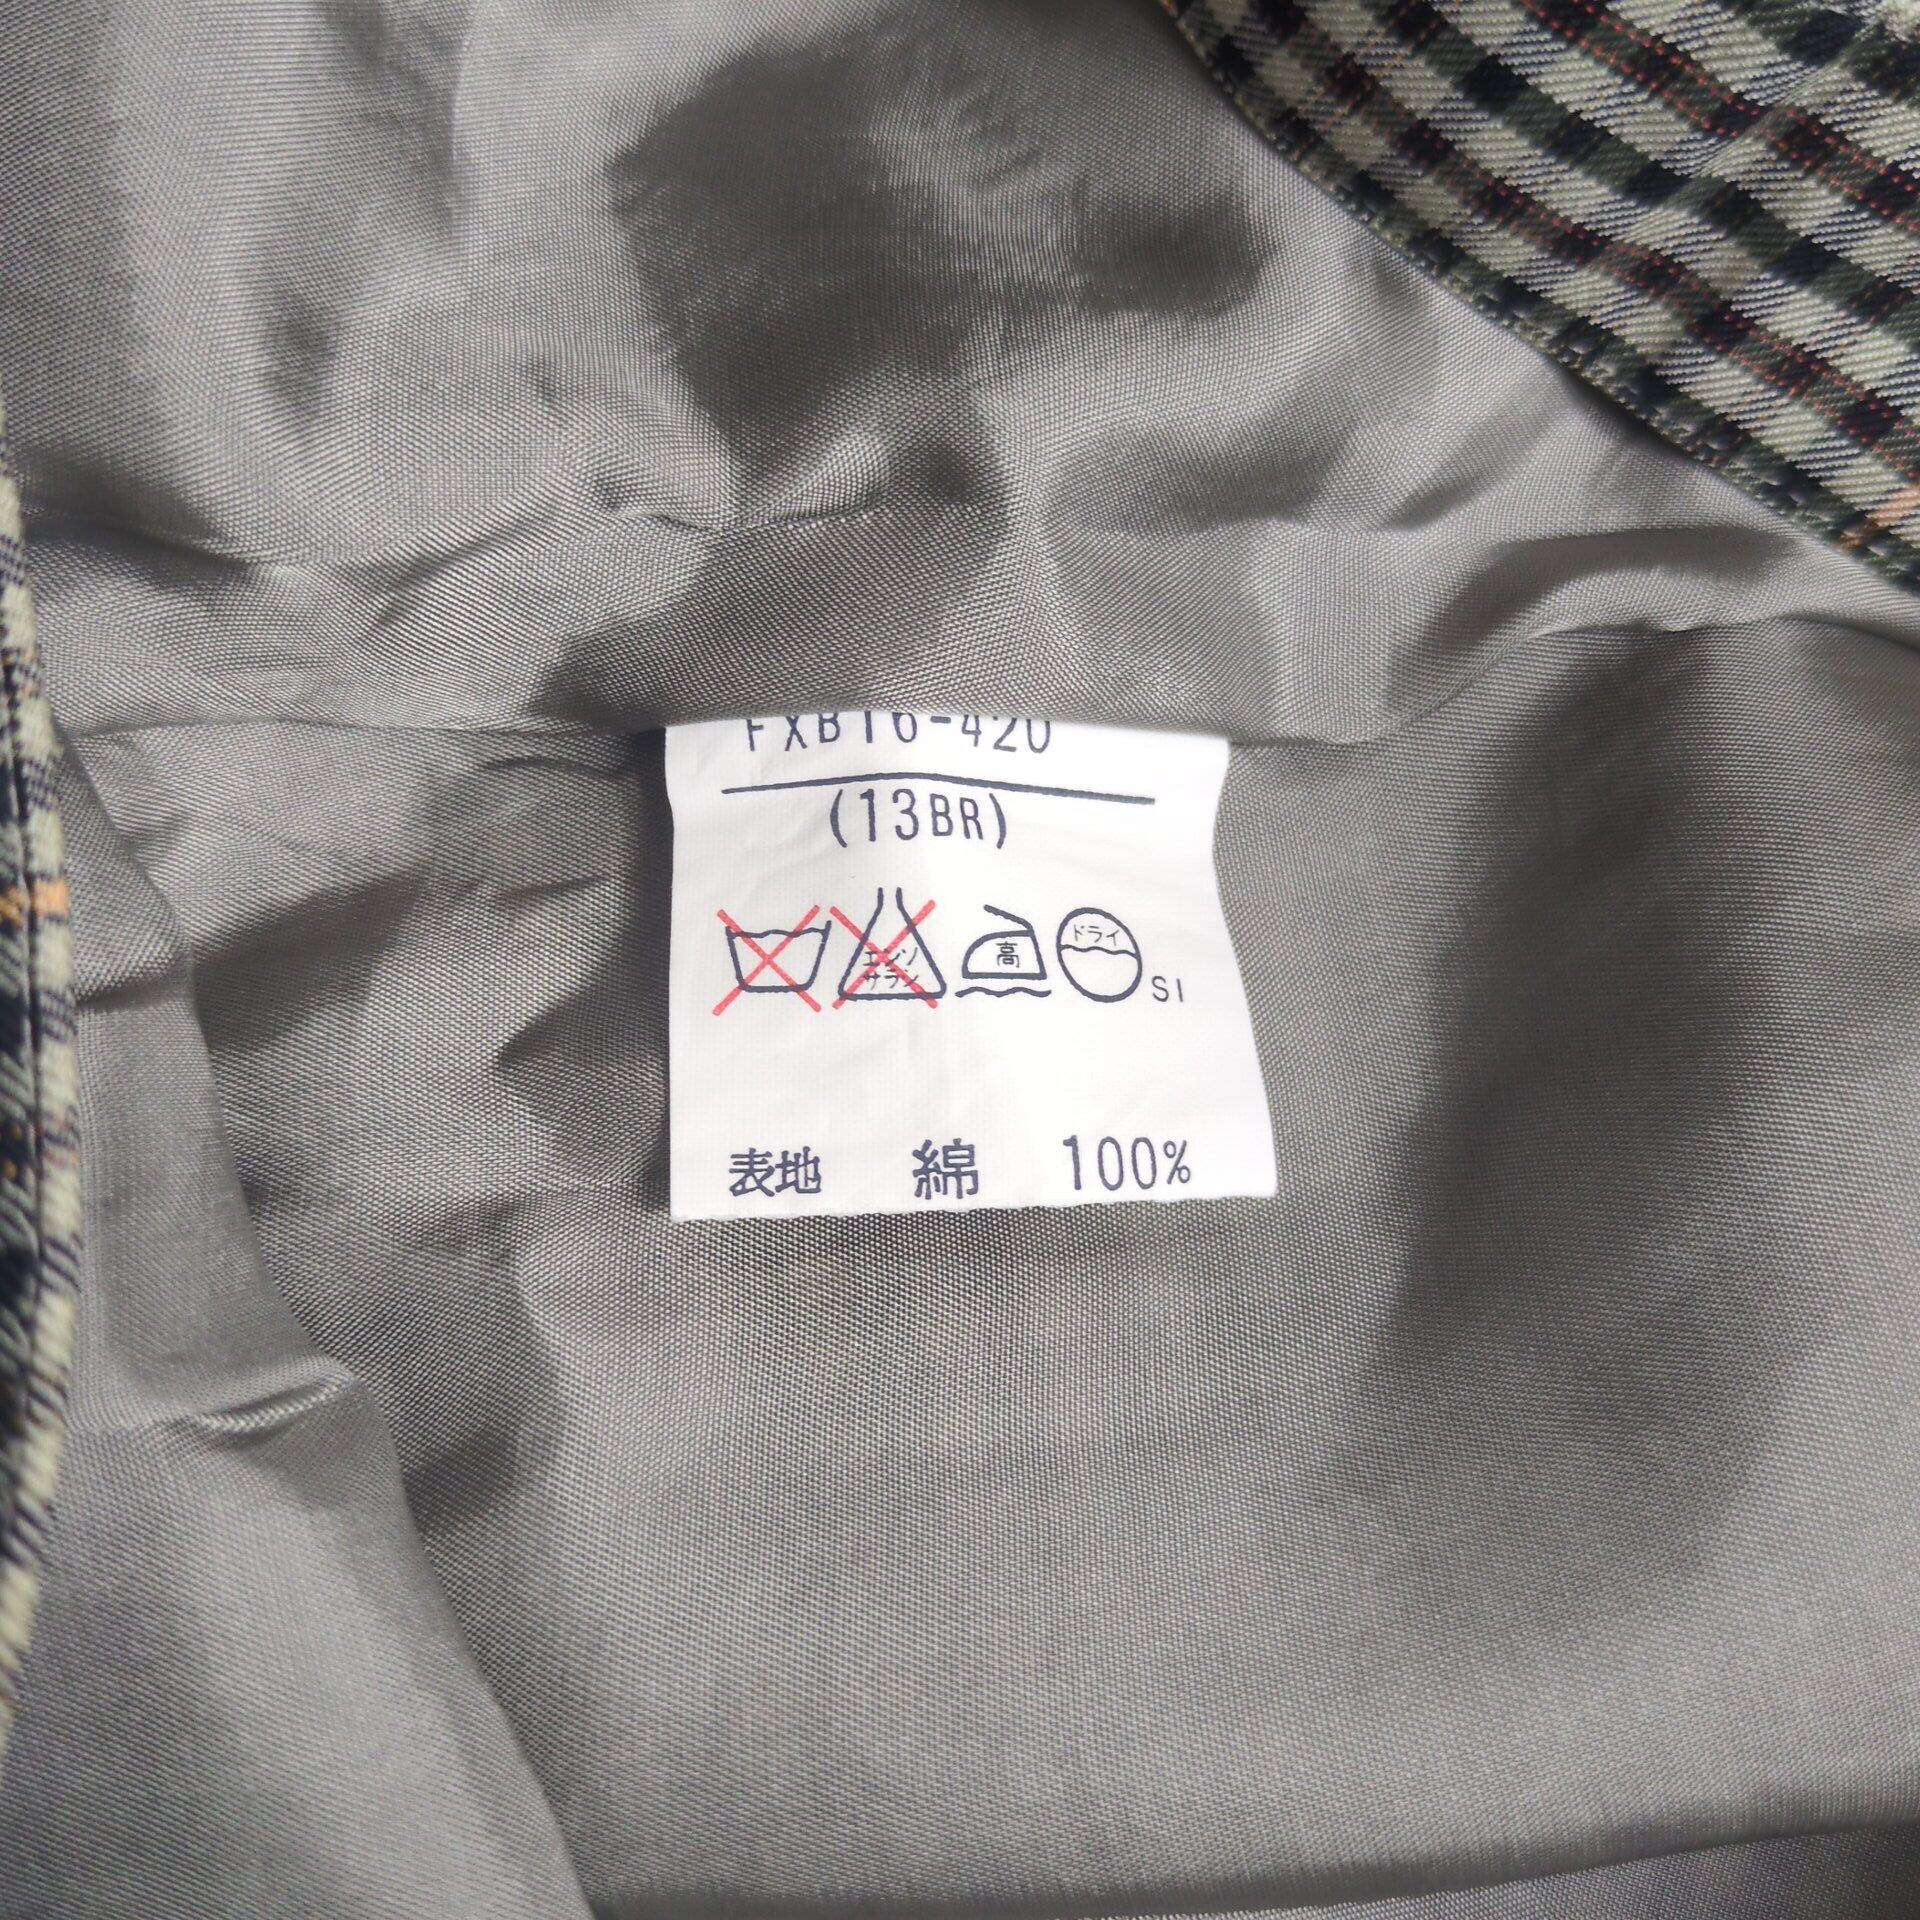 FXB16-420
(13BR)
エンソ
サラシ
高
ドライ
SI
表地 綿 100%